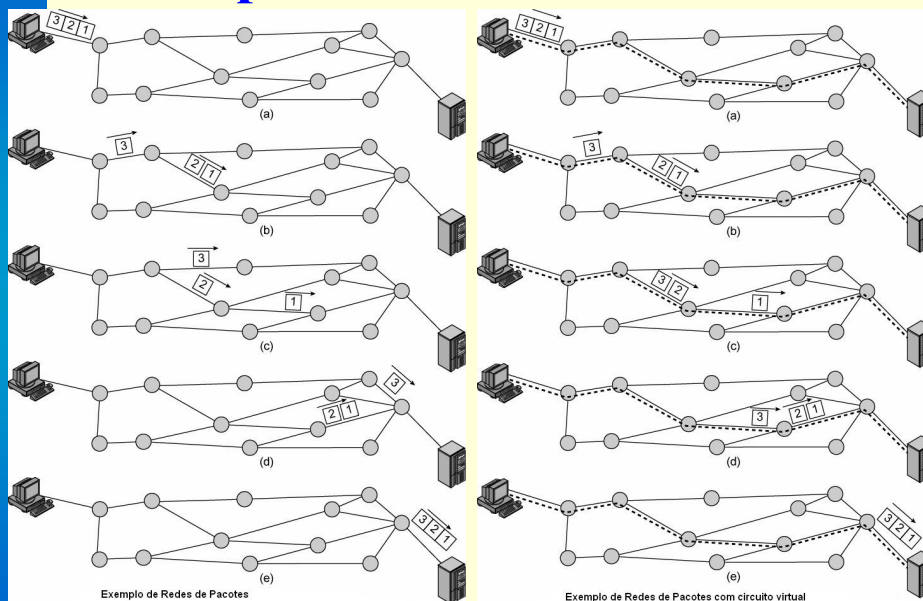 3 2 1
(a)
3
2 1
(b)
3
2
1
(c)
3
2 1
(d)
3 2 1
(e)
Exemplo de Redes de Pacotes
3 2 1
(a)
3
2 1
(b)
3 2
1
(c)
3
2 1
(d)
3 2 1
(e)
Exemplo de Redes de Pacotes com circuito virtual